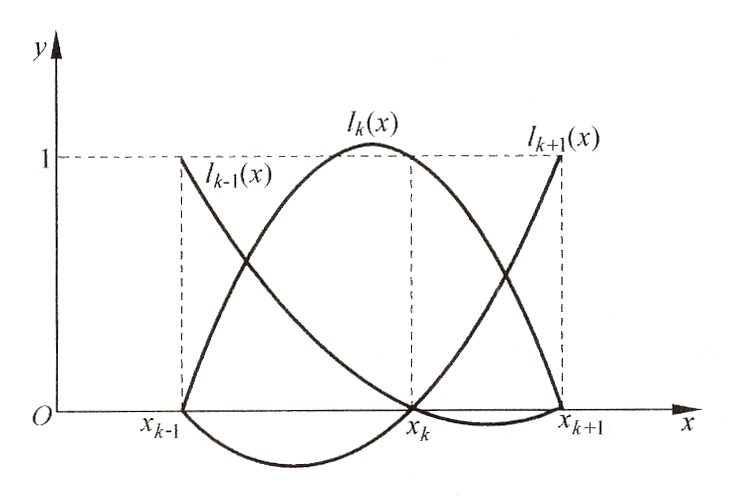 y
l_k(x)
l_{k+1}(x)
1
l_{k-1}(x)
O
x_{k-1}
x_k
x_{k+1}
x